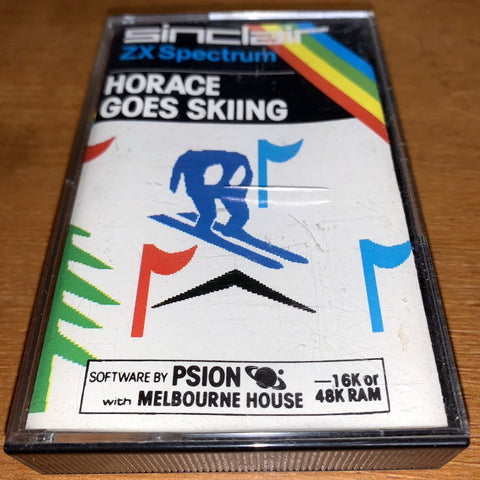 sinclair
ZX Spectrum
HORACE
GOES SKIING
SOFTWARE BY PSION
with MELBOURNE HOUSE
—16K or
48K RAM